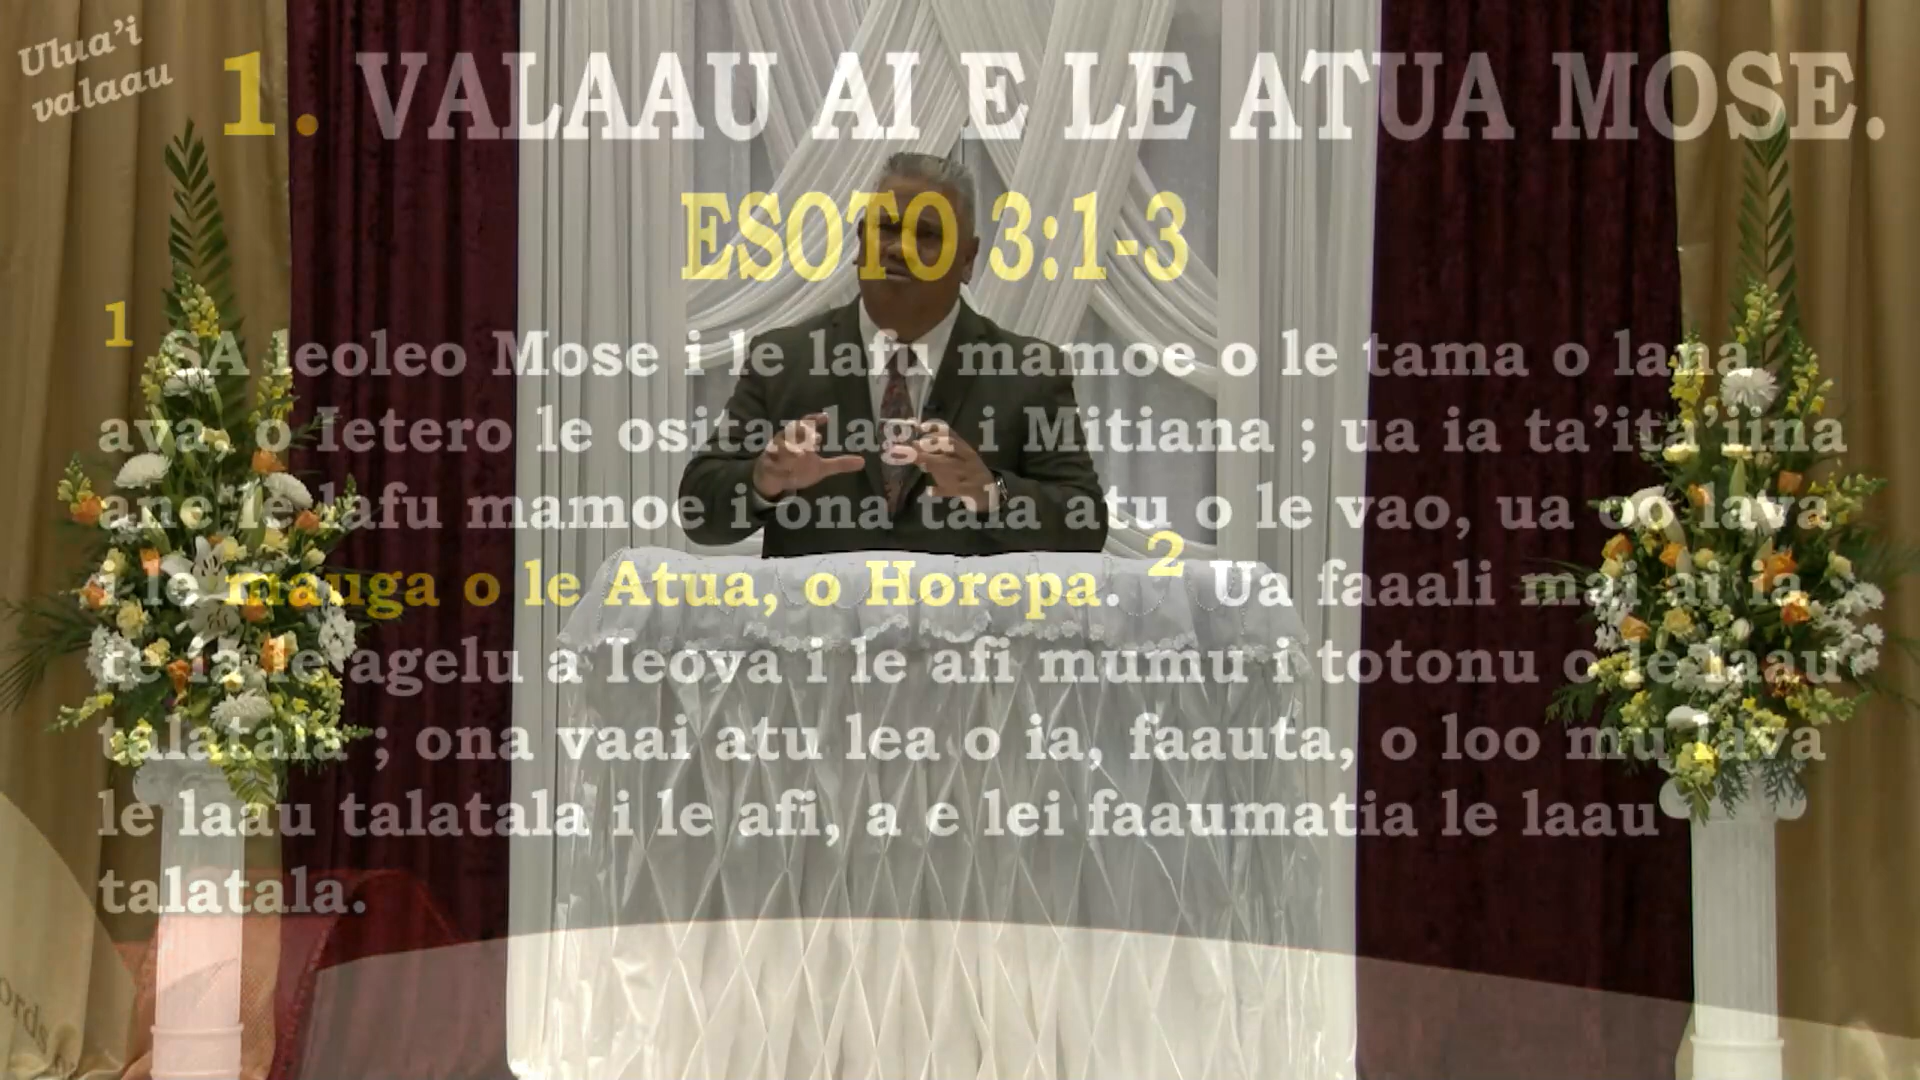 Ulua'i
valaau
1. VALAAU AI E LE ATUA MOSE.
ESOTO 3:1-3
1 SA leoleo Mose i le lafu mamoe o le tama o lana
ava, o Ietero le ositaulaga i Mitiana ; ua ia ta'ita'iina
ane le lafu mamoe i ona tala atu o le vao, ua oo lava
i le mauga o le Atua, o Horepa. 2 Ua faaali mai ai ia
te ia le agelu a Ieova i le afi mumu i totonu o le laau
talatala ; ona vaai atu lea o ia, faauta, o loo mu lava
le laau talatala i le afi, a e lei faaumatia le laau
talatala.